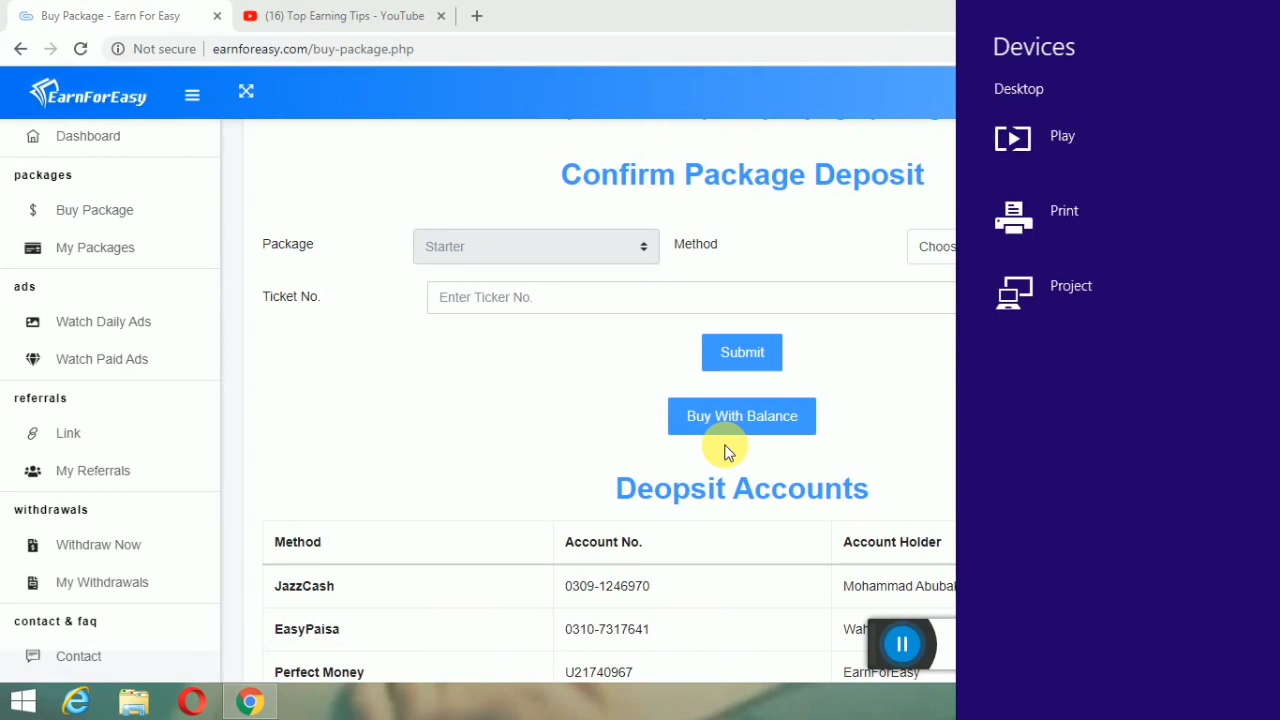 Buy Package - Earn For Easy
(16) Top Earning Tips - YouTube
Not secure
earnforeasy.com/buy-package.php
EarnForEasy
Dashboard
packages
Buy Package
My Packages
ads
Watch Daily Ads
Watch Paid Ads
referrals
Link
My Referrals
withdrawals
Withdraw Now
My Withdrawals
contact & faq
Contact
Confirm Package Deposit
Package
Starter
Method
Choos
Ticket No.
Enter Ticker No.
Submit
Buy With Balance
Deopsit Accounts
Method Account No. Account Holder
JazzCash 0309-1246970 Mohammad Abubak
EasyPaisa 0310-7317641
Perfect Money U21740967 EarnForEasy
Devices
Desktop
Play
Print
Project